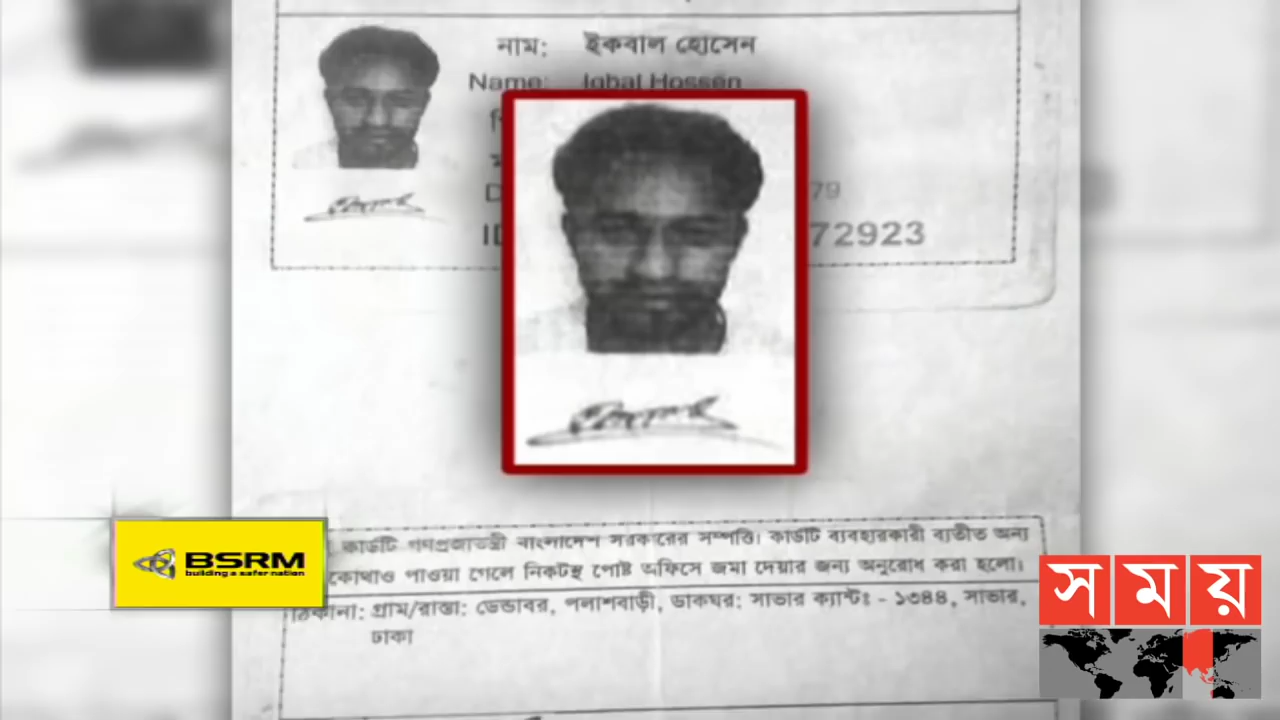 নাম: ইকবাল হোসেন
Name: Iqbal Hossen
79
72923
BSRM
building a safer nation
কার্ডটি গণপ্রজাতন্ত্রী বাংলাদেশ সরকারের সম্পত্তি। কার্ডটি ব্যবহারকারী ব্যতীত অন্য
কোথাও পাওয়া গেলে নিকটস্থ পোষ্ট অফিসে জমা দেয়ার জন্য অনুরোধ করা হলো।
ঠিকানা: গ্রাম/রাস্তা: ডেন্ডাবর, পলাশবাড়ী, ডাকঘর: সাভার ক্যান্টঃ - ১৩৪৪, সাভার,
ঢাকা
সময়